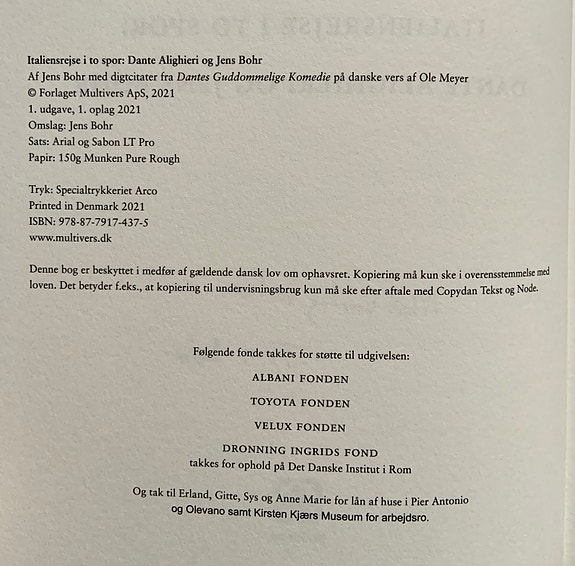 Italiensrejse i to spor: Dante Alighieri og Jens Bohr
Af Jens Bohr med digtcitater fra Dantes Guddommelige Komedie på danske vers af Ole Meyer
© Forlaget Multivers ApS, 2021
1. udgave, 1. oplag 2021
Omslag: Jens Bohr
Sats: Arial og Sabon LT Pro
Papir: 150g Munken Pure Rough
Tryk: Specialtrykkeriet Arco
Printed in Denmark 2021
ISBN: 978-87-7917-437-5
www.multivers.dk
Denne bog er beskyttet i medfør af gældende dansk lov om ophavsret. Kopiering må kun ske i overensstemmelse med
loven. Det betyder f.eks., at kopiering til undervisningsbrug kun må ske efter aftale med Copydan Tekst og Node.
Følgende fonde takkes for støtte til udgivelsen:
ALBANI FONDEN
TOYOTA FONDEN
VELUX FONDEN
DRONNING INGRIDS FOND
takkes for ophold på Det Danske Institut i Rom
Og tak til Erland, Gitte, Sys og Anne Marie for lån af huse i Pier Antonio
og Olevano samt Kirsten Kjærs Museum for arbejdsro.